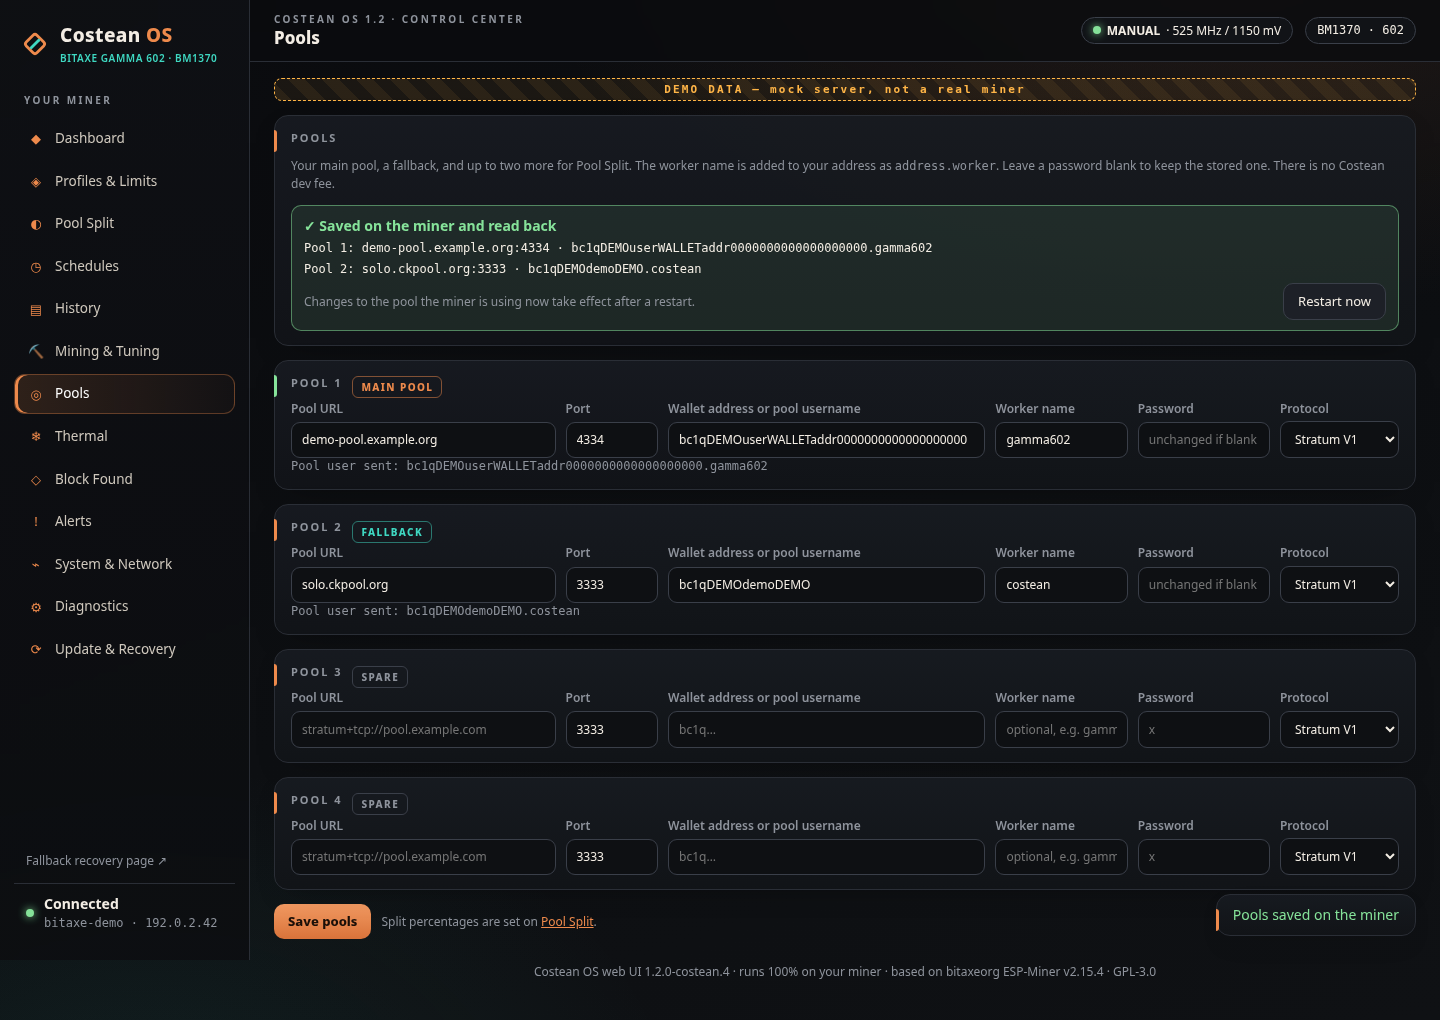 Costean OS
BITAXE GAMMA 602 · BM1370
YOUR MINER
Dashboard
Profiles & Limits
Pool Split
Schedules
History
Mining & Tuning
Pools
Thermal
Block Found
! Alerts
System & Network
Diagnostics
Update & Recovery
Fallback recovery page ↗
Connected
bitaxe-demo · 192.0.2.42
COSTEAN OS 1.2 · CONTROL CENTER
Pools
MANUAL · 525 MHz / 1150 mV
BM1370 · 602
DEMO DATA — mock server, not a real miner
POOLS
Your main pool, a fallback, and up to two more for Pool Split. The worker name is added to your address as address.worker. Leave a password blank to keep the stored one. There is no Costean
dev fee.
✓ Saved on the miner and read back
Pool 1: demo-pool.example.org:4334 · bc1qDEMOuserWALLETaddr0000000000000000000.gamma602
Pool 2: solo.ckpool.org:3333 · bc1qDEMOdemoDEMO.costean
Changes to the pool the miner is using now take effect after a restart.
Restart now
POOL 1 MAIN POOL
Pool URL Port Wallet address or pool username Worker name Password Protocol
demo-pool.example.org 4334 bc1qDEMOuserWALLETaddr0000000000000000000 gamma602 unchanged if blank Stratum V1
Pool user sent: bc1qDEMOuserWALLETaddr0000000000000000000.gamma602
POOL 2 FALLBACK
Pool URL Port Wallet address or pool username Worker name Password Protocol
solo.ckpool.org 3333 bc1qDEMOdemoDEMO costean unchanged if blank Stratum V1
Pool user sent: bc1qDEMOdemoDEMO.costean
POOL 3 SPARE
Pool URL Port Wallet address or pool username Worker name Password Protocol
stratum+tcp://pool.example.com 3333 bc1q... optional, e.g. gamm x Stratum V1
POOL 4 SPARE
Pool URL Port Wallet address or pool username Worker name Password Protocol
stratum+tcp://pool.example.com 3333 bc1q... optional, e.g. gamm x Stratum V1
Save pools Split percentages are set on Pool Split.
Pools saved on the miner
Costean OS web UI 1.2.0-costean.4 · runs 100% on your miner · based on bitaxeorg ESP-Miner v2.15.4 · GPL-3.0